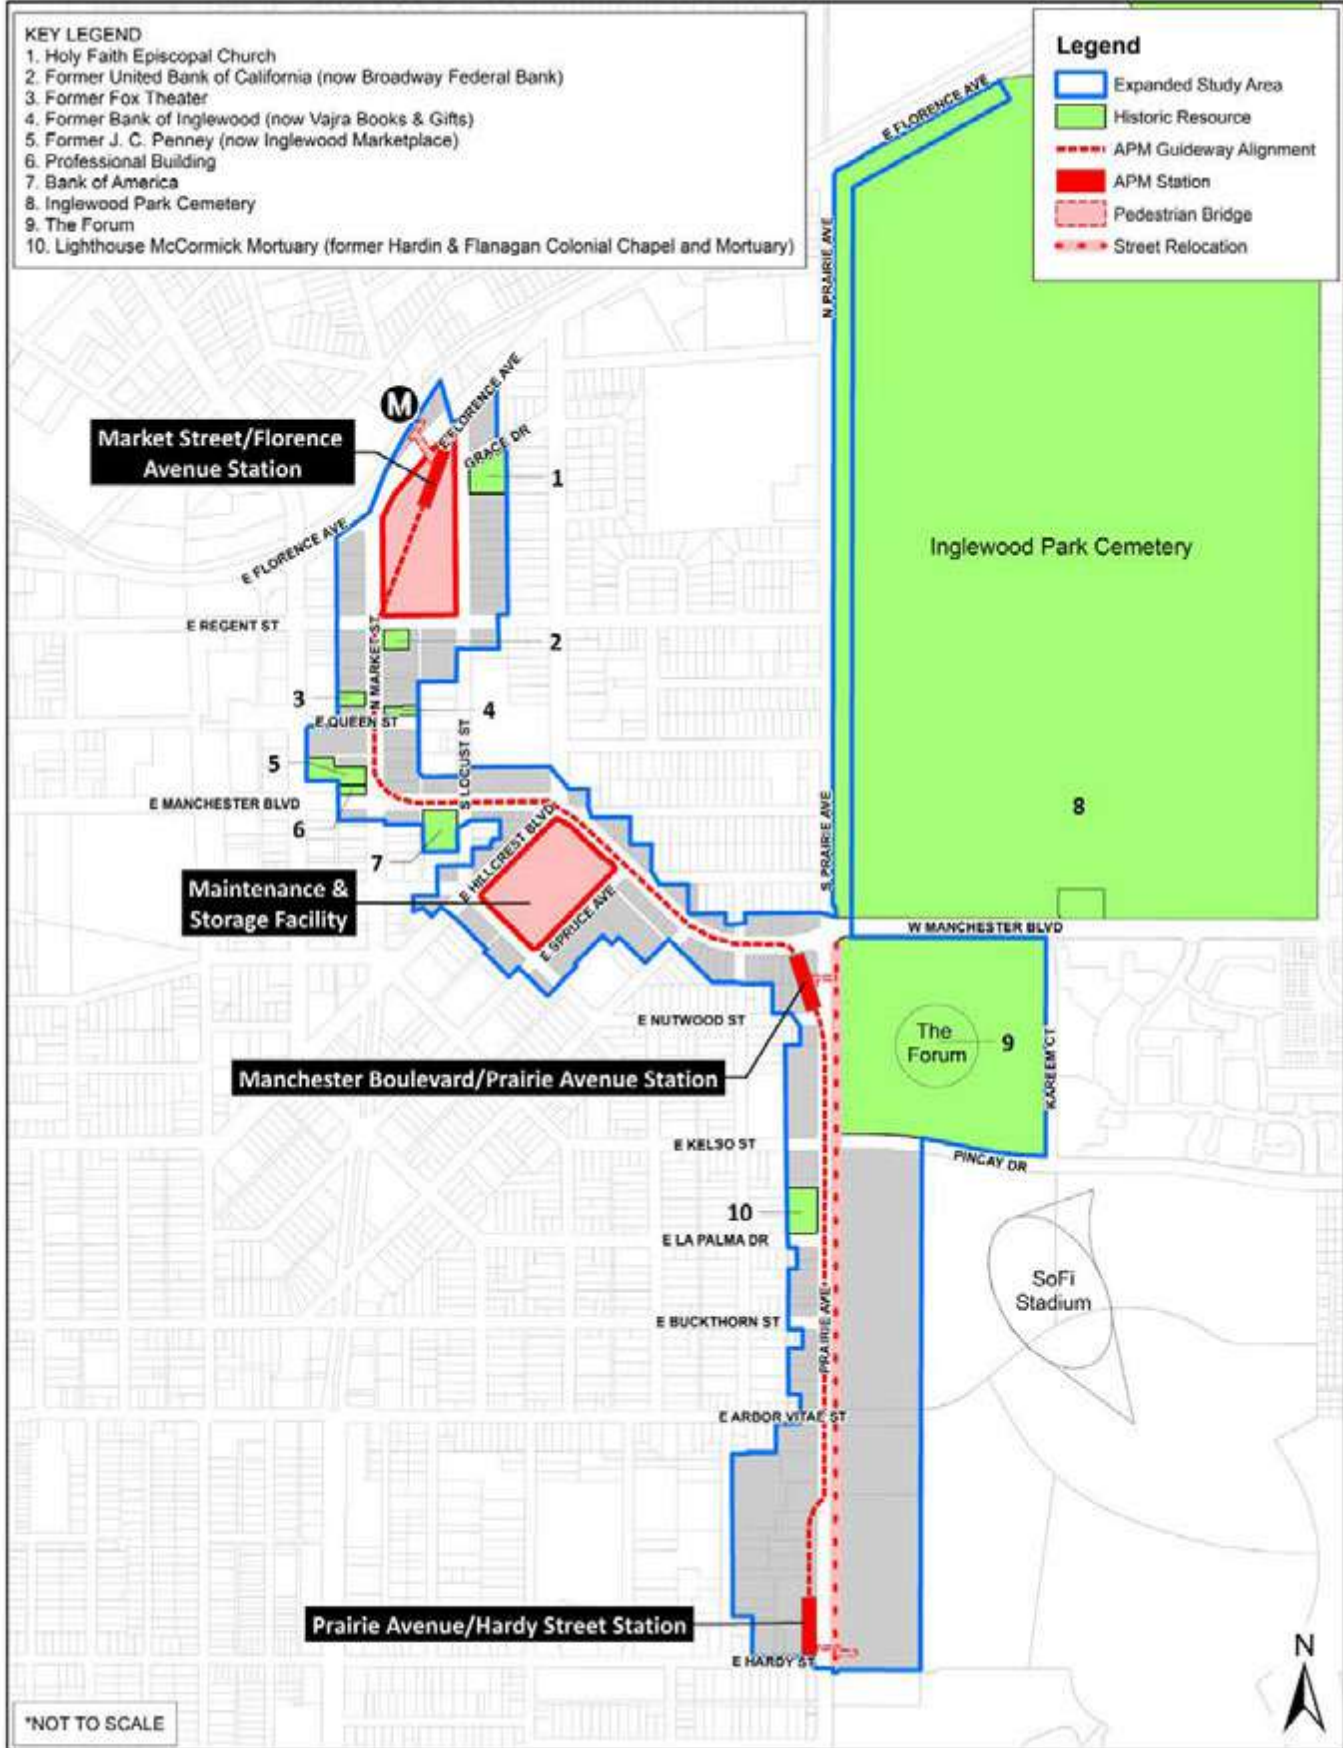 KEY LEGEND
1. Holy Faith Episcopal Church
2. Former United Bank of California (now Broadway Federal Bank)
3. Former Fox Theater
4. Former Bank of Inglewood (now Vajra Books & Gifts)
5. Former J. C. Penney (now Inglewood Marketplace)
6. Professional Building
7. Bank of America
8. Inglewood Park Cemetery
9. The Forum
10. Lighthouse McCormick Mortuary (former Hardin & Flanagan Colonial Chapel and Mortuary)
Legend
Expanded Study Area
Historic Resource
APM Guideway Alignment
APM Station
Pedestrian Bridge
Street Relocation
E FLORENCE AVE
N PRAIRIE AVE
M
E FLORENCE AVE
GRACE DR
Market Street/Florence
Avenue Station
1
E FLORENCE AVE
Inglewood Park Cemetery
E REGENT ST
N MARKET ST
2
3
4
E QUEEN ST
S LOCUST ST
5
E MANCHESTER BLVD
6
7
8
S PRAIRIE AVE
E HILLCREST BLVD
Maintenance &
Storage Facility
E SPRUCE AVE
W MANCHESTER BLVD
E NUTWOOD ST
The
Forum
9
KAREEM CT
Manchester Boulevard/Prairie Avenue Station
E KELSO ST
PINCAY DR
10
E LA PALMA DR
SoFi
Stadium
E BUCKTHORN ST
PRAIRIE AVE
E ARBOR VITAE ST
Prairie Avenue/Hardy Street Station
E HARDY ST
N
*NOT TO SCALE